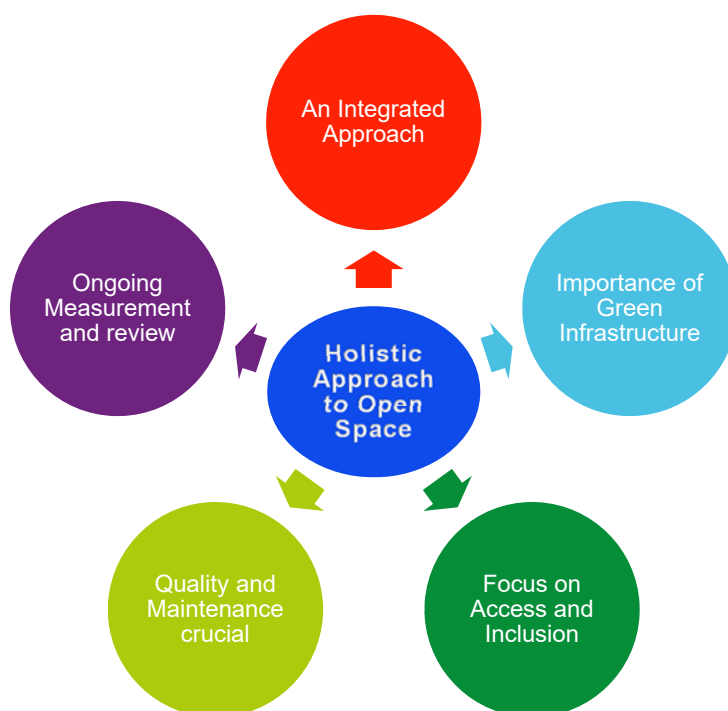 An Integrated
Approach
Importance of
Green
Infrastructure
Focus on
Access and
Inclusion
Quality and
Maintenance
crucial
Ongoing
Measurement
and review
Holistic
Approach
to Open
Space